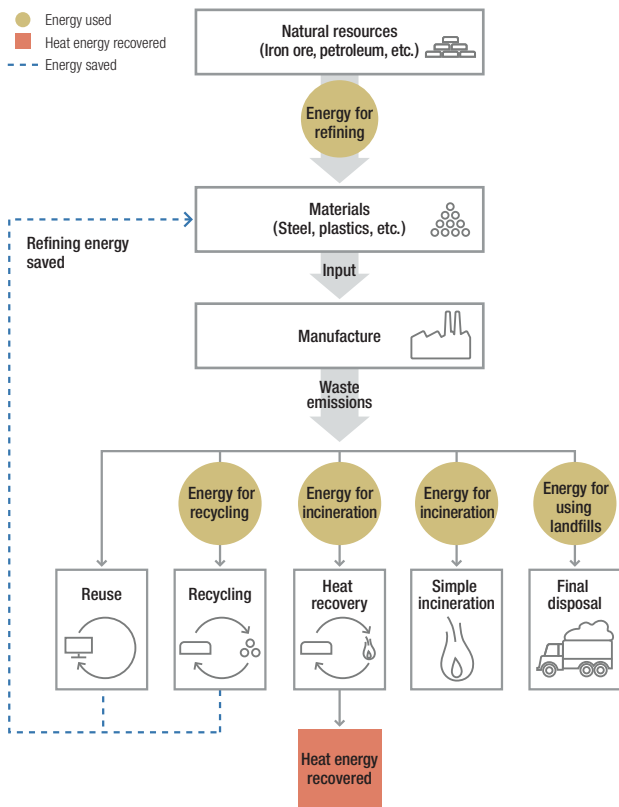 Energy used
Heat energy recovered
Energy saved
Natural resources
(Iron ore, petroleum, etc.)
Energy for
refining
Materials
(Steel, plastics, etc.)
Refining energy
saved
Input
Manufacture
Waste
emissions
Energy for
recycling
Energy for
incineration
Energy for
incineration
Energy for
using
landfills
Reuse
Recycling
Heat
recovery
Simple
incineration
Final
disposal
Heat energy
recovered